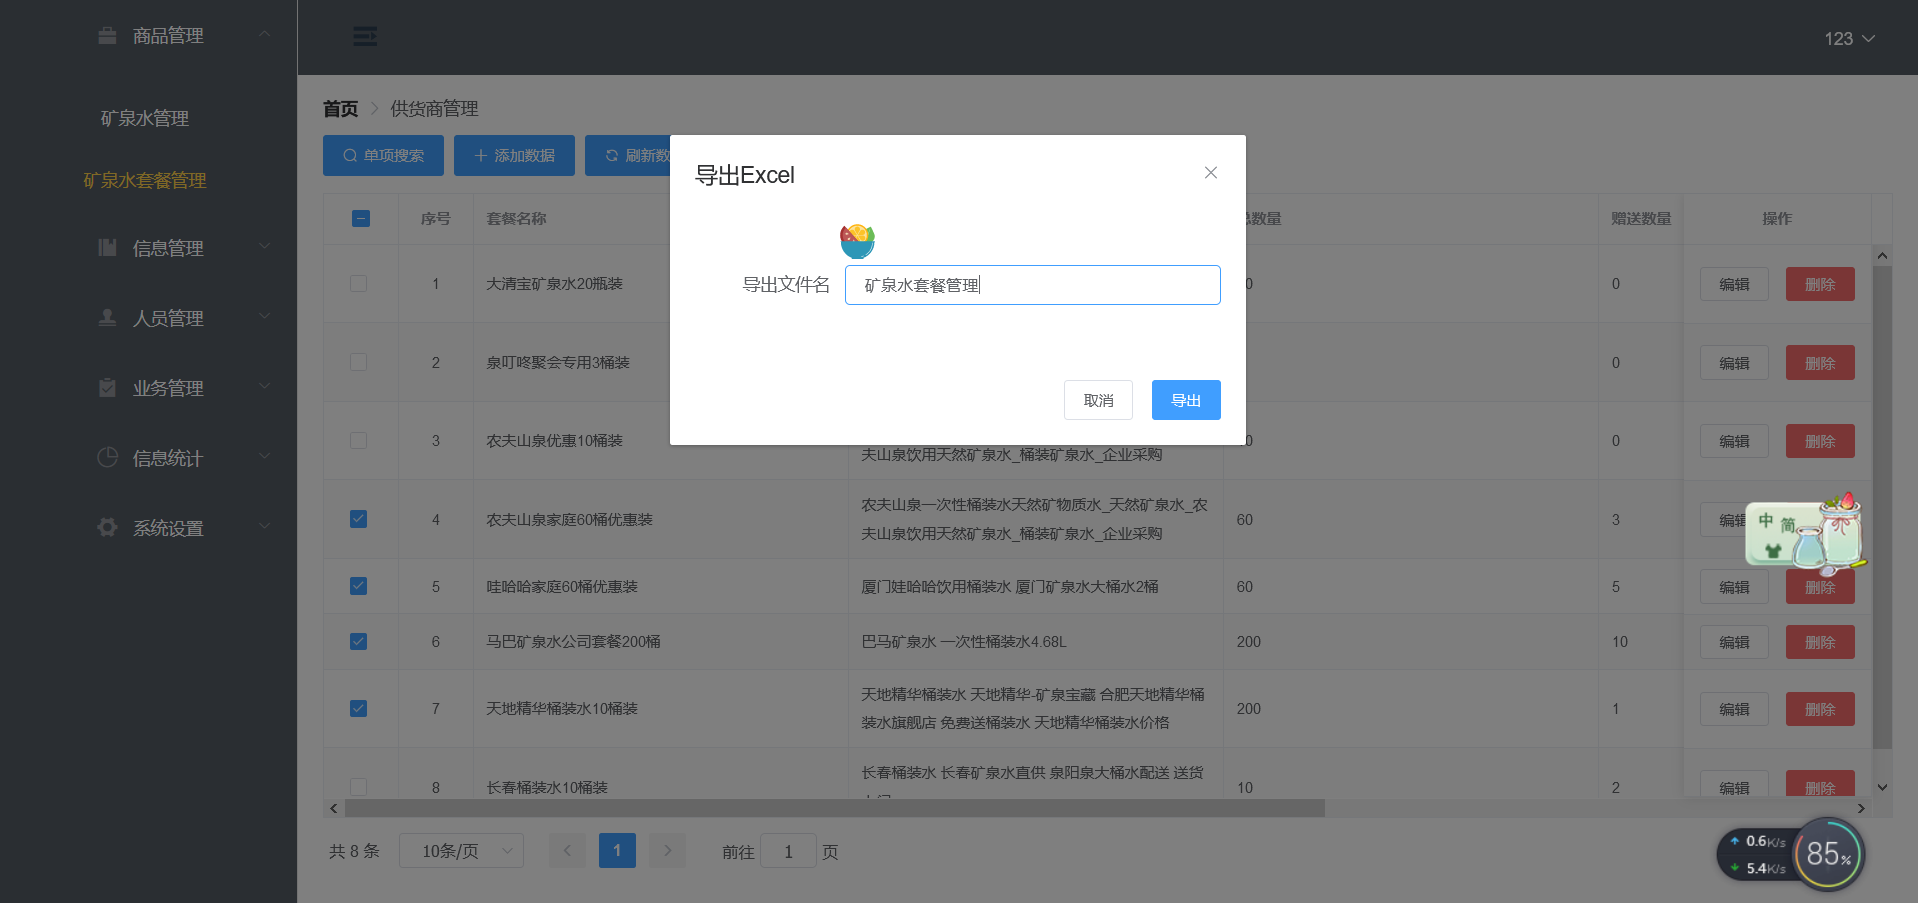 商品管理
矿泉水管理
矿泉水套餐管理
信息管理
人员管理
业务管理
信息统计
系统设置
123
首页 > 供货商管理
单项搜索 添加数据 刷新数
导出Excel
导出文件名 矿泉水套餐管理
取消 导出
序号 套餐名称 数量 赠送数量 操作
1 大清宝矿泉水20瓶装 0 0 编辑 删除
2 泉叮咚聚会专用3桶装 0 编辑 删除
3 农夫山泉优惠10桶装 夫山泉饮用天然矿泉水_桶装矿泉水_企业采购 0 0 编辑 删除
4 农夫山泉家庭60桶优惠装 农夫山泉一次性桶装水天然矿物质水_天然矿泉水_农
夫山泉饮用天然矿泉水_桶装矿泉水_企业采购 60 3 编辑
5 哇哈哈家庭60桶优惠装 厦门娃哈哈饮用桶装水 厦门矿泉水大桶水2桶 60 5 编辑 删除
6 马巴矿泉水公司套餐200桶 巴马矿泉水 一次性桶装水4.68L 200 10 编辑 删除
7 天地精华桶装水10桶装 天地精华桶装水 天地精华-矿泉宝藏 合肥天地精华桶
装水旗舰店 免费送桶装水 天地精华桶装水价格 200 1 编辑 删除
8 长春桶装水10桶装 长春桶装水 长春矿泉水直供 泉阳泉大桶水配送 送货 10 2 编辑 删除
共 8 条 10条/页 < 1 > 前往 1 页
中 简
0.6K/s
5.4K/s
85%